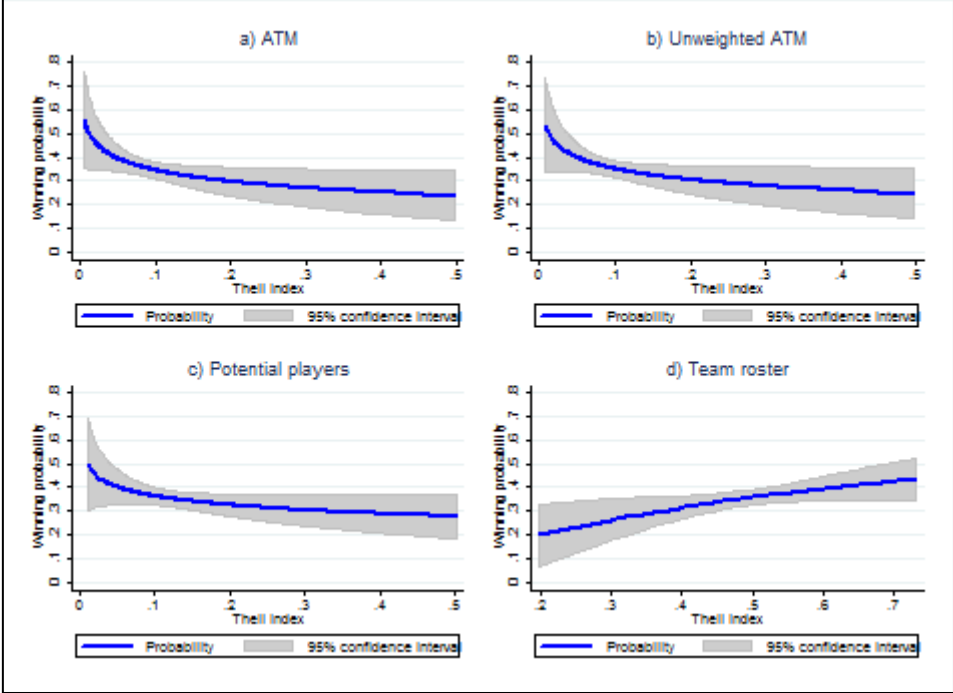 a) ATM
Winning probability
0 .1 .2 .3 .4 .5 .6 .7 .8
0 .1 .2 .3 .4 .5
Theil Index
Probability 95% confidence interval
b) Unweighted ATM
Winning probability
0 .1 .2 .3 .4 .5 .6 .7 .8
0 .1 .2 .3 .4 .5
Theil Index
Probability 95% confidence interval
c) Potential players
Winning probability
0 .1 .2 .3 .4 .5 .6 .7 .8
0 .1 .2 .3 .4 .5
Theil Index
Probability 95% confidence interval
d) Team roster
Winning probability
0 .1 .2 .3 .4 .5 .6 .7 .8
.2 .3 .4 .5 .6 .7
Theil Index
Probability 95% confidence interval